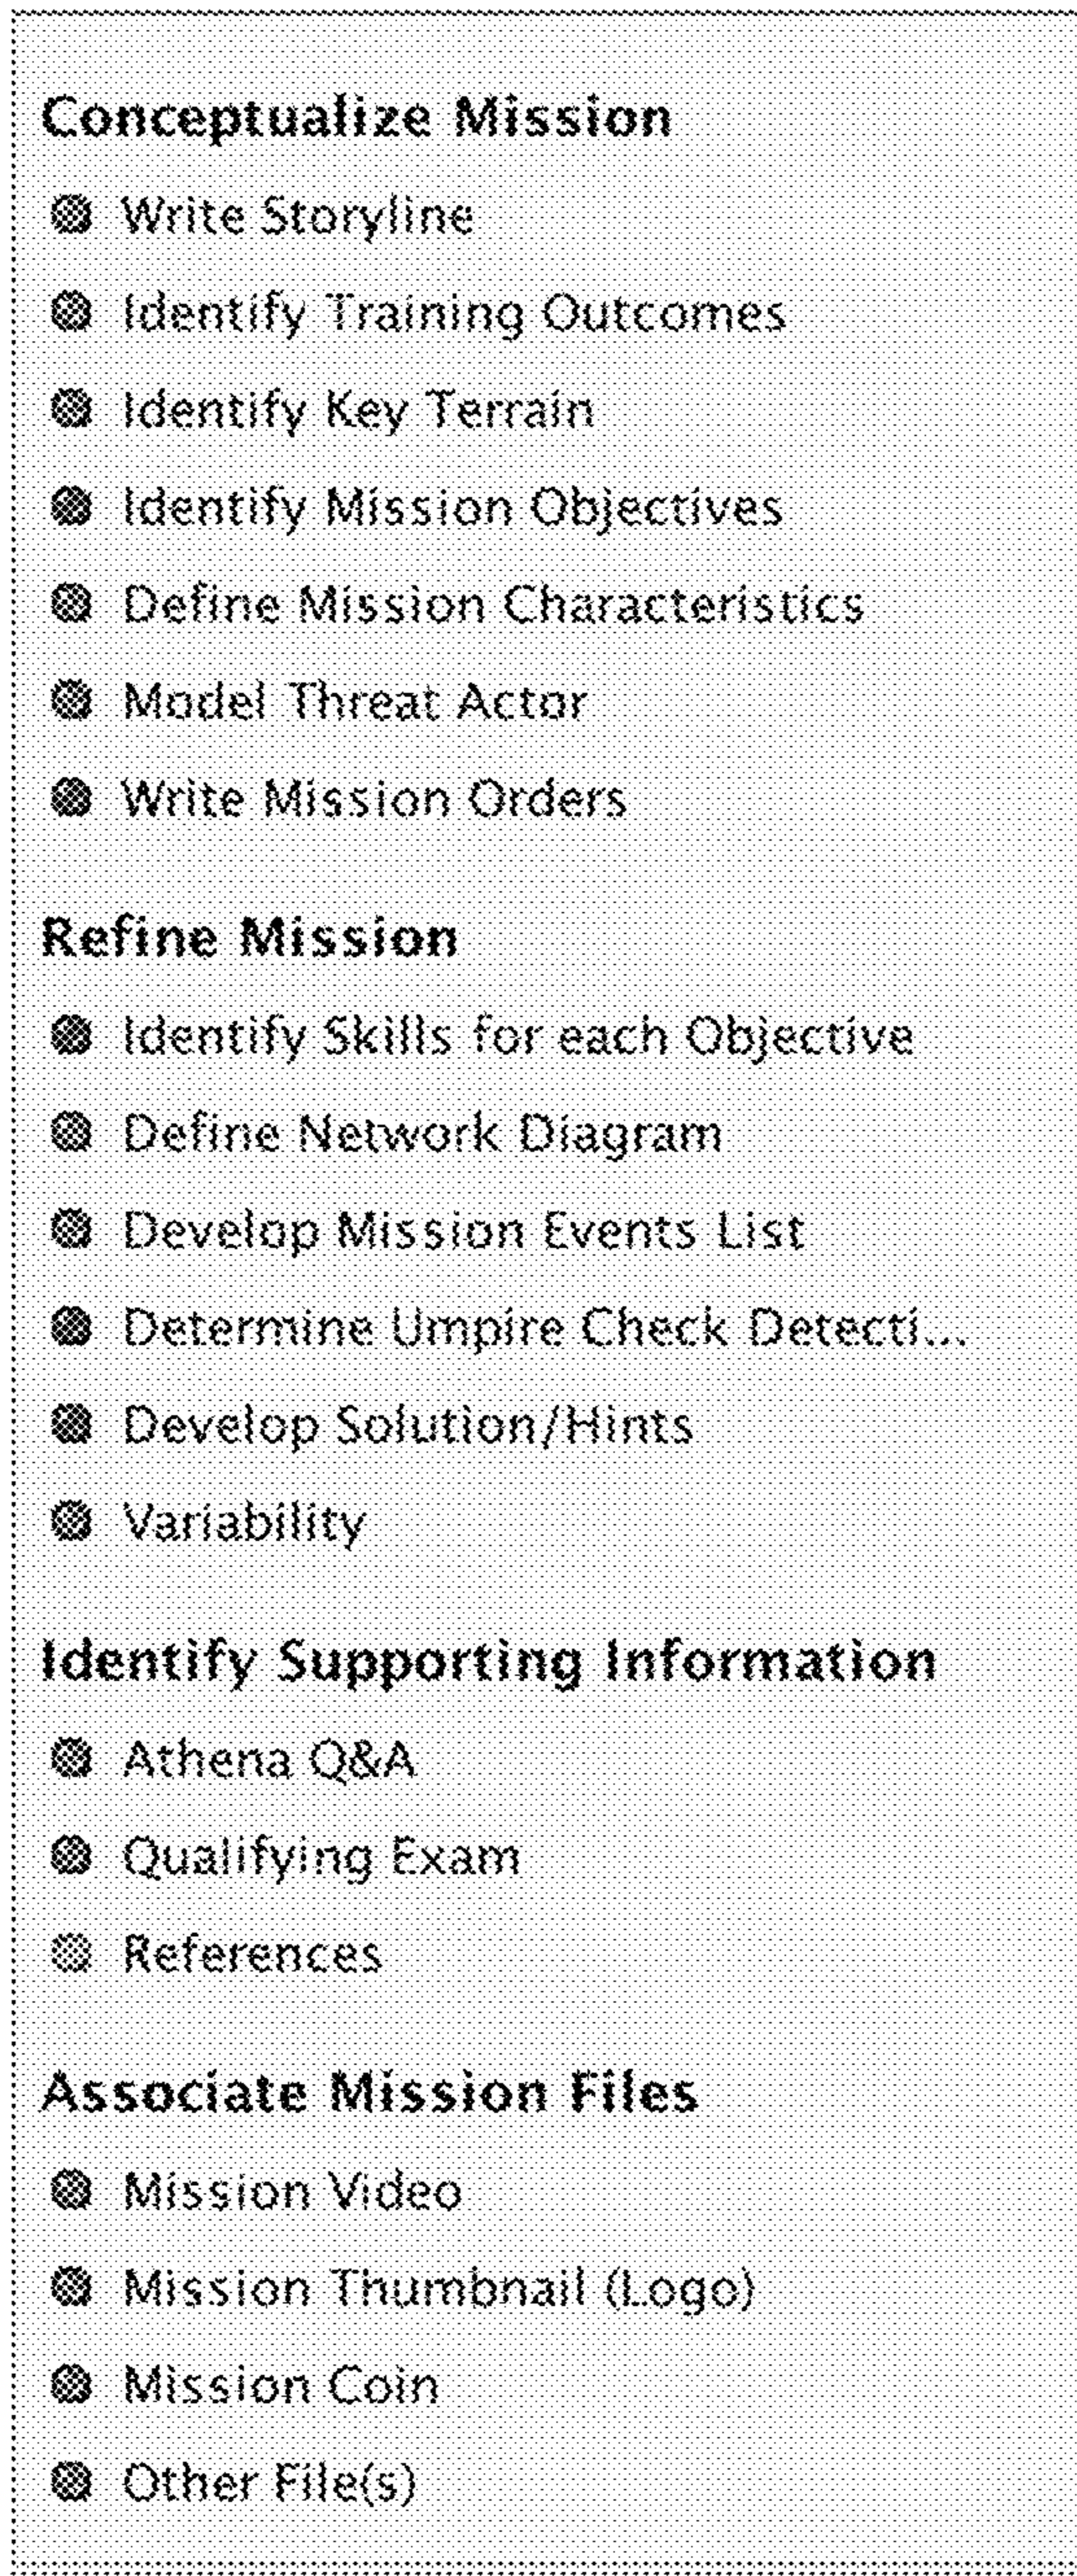 Conceptualize Mission
Write Storyline
Identify Training Outcomes
Identify Key Terrain
Identify Mission Objectives
Define Mission Characteristics
Model Threat Actor
Write Mission Orders
Refine Mission
Identify Skills for each Objective
Define Network Diagram
Develop Mission Events List
Determine Umpire Check Detecti...
Develop Solution/Hints
Variability
Identify Supporting Information
Athena Q&A
Qualifying Exam
References
Associate Mission Files
Mission Video
Mission Thumbnail (Logo)
Mission Coin
Other File(s)